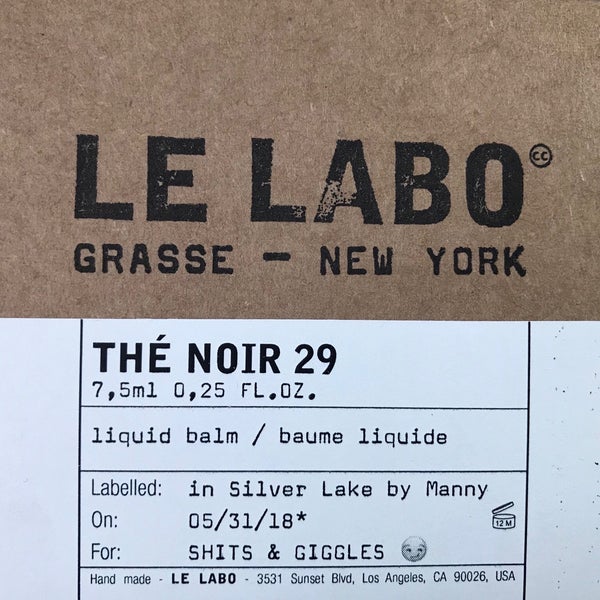 LE LABO cc
GRASSE — NEW YORK
THÉ NOIR 29
7,5ml 0,25 FL.OZ.
liquid balm / baume liquide
Labelled: in Silver Lake by Manny
On: 05/31/18*
12 M
For: SHITS & GIGGLES 😏
Hand made - LE LABO - 3531 Sunset Blvd, Los Angeles, CA 90026, USA